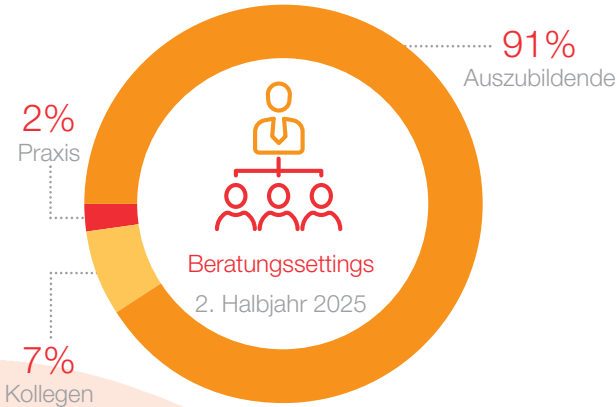 91%
Auszubildende
2%
Praxis
Beratungssettings
2. Halbjahr 2025
7%
Kollegen